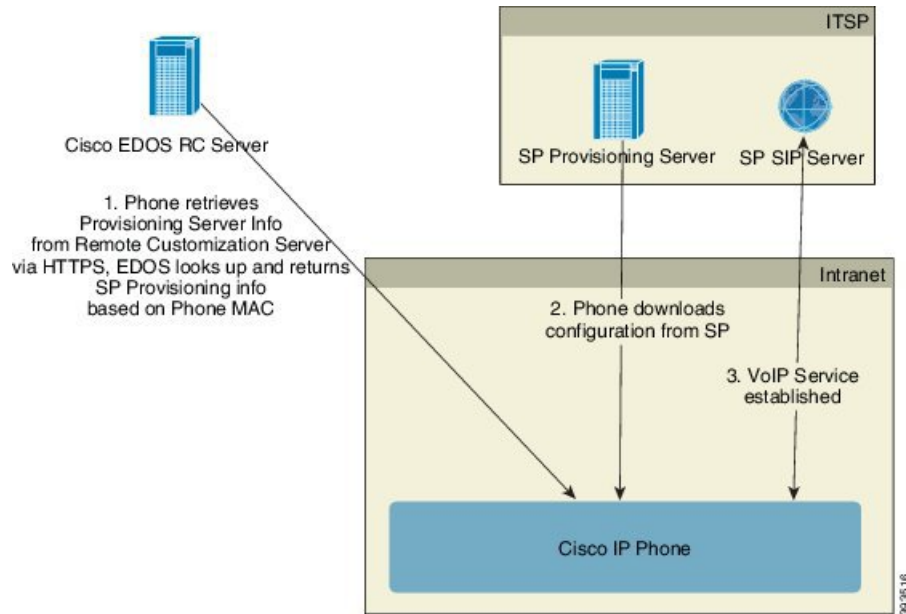 ITSP
Cisco EDOS RC Server
SP Provisioning Server
SP SIP Server
1. Phone retrieves
Provisioning Server Info
from Remote Customization Server
via HTTPS, EDOS looks up and returns
SP Provisioning info
based on Phone MAC
Intranet
2. Phone downloads
configuration from SP
3. VoIP Service
established
Cisco IP Phone